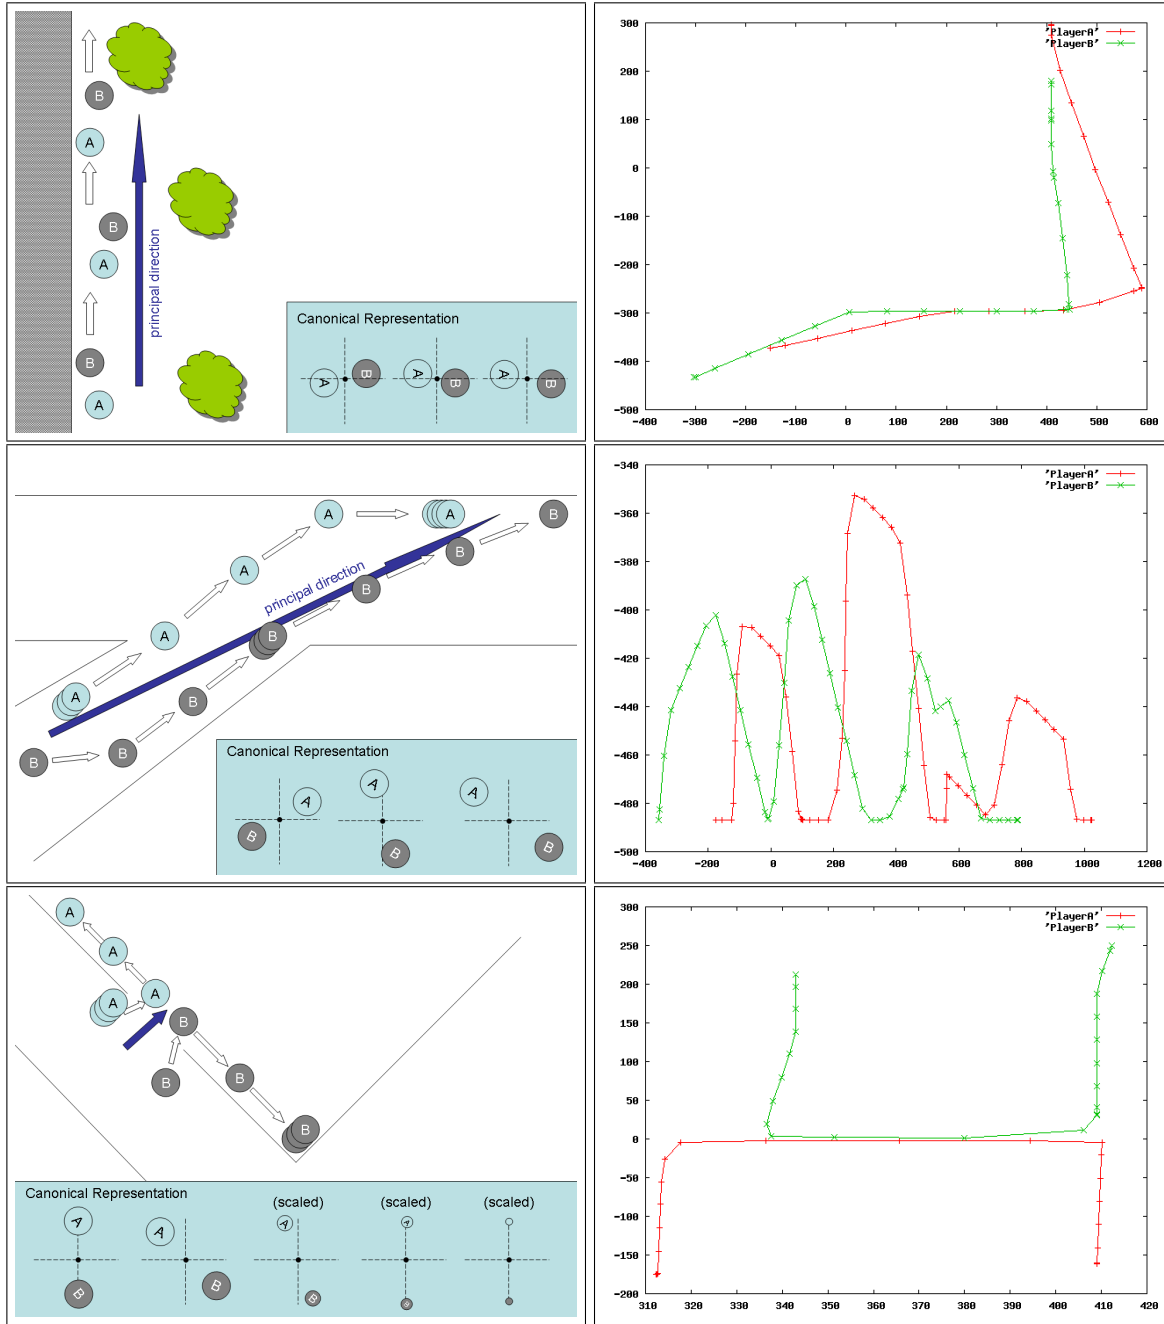 B
A
B
A
B
A
principal direction
Canonical Representation
A B A B A B
'PlayerA'
'PlayerB'
300
200
100
0
-100
-200
-300
-400
-500
-400 -300 -200 -100 0 100 200 300 400 500 600
A A B
B
A
B
A
B
A
B
B
B
principal direction
Canonical Representation
A A A
B B B
'PlayerA'
'PlayerB'
-340
-360
-380
-400
-420
-440
-460
-480
-500
-400 -200 0 200 400 600 800 1000 1200
A
A
A A
B
B B
B
Canonical Representation (scaled) (scaled) (scaled)
A A A A
B B B
'PlayerA'
'PlayerB'
300
250
200
150
100
50
0
-50
-100
-150
-200
310 320 330 340 350 360 370 380 390 400 410 420